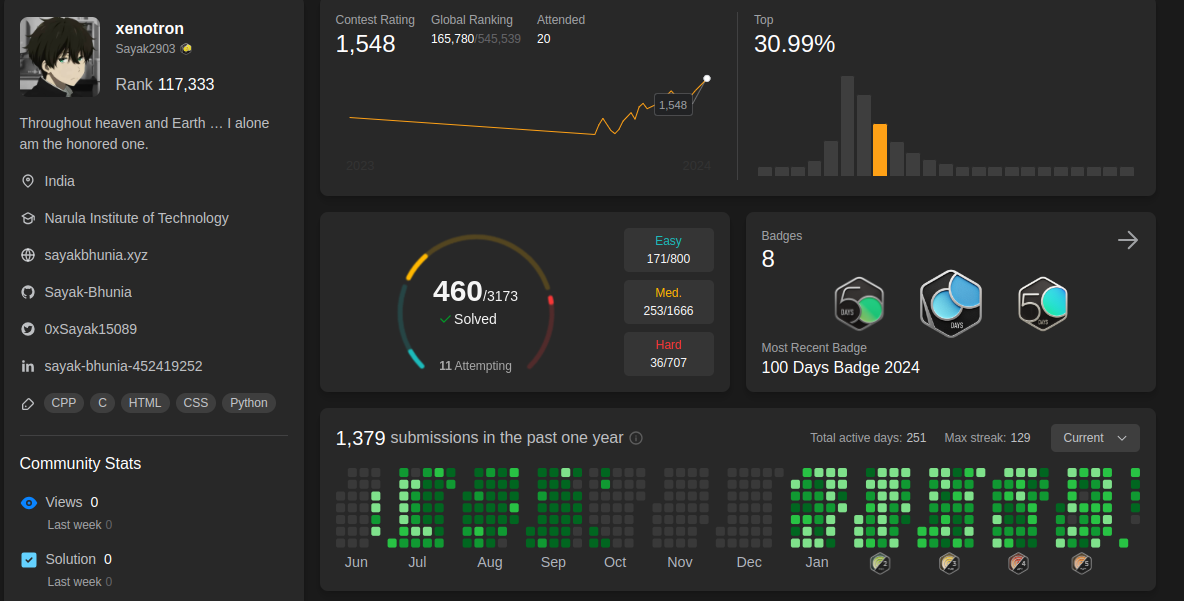 xenotron
Sayak2903
Rank 117,333
Throughout heaven and Earth … I alone
am the honored one.
India
Narula Institute of Technology
sayakbhunia.xyz
Sayak-Bhunia
0xSayak15089
sayak-bhunia-452419252
CPP C HTML CSS Python
Community Stats
Views 0
Last week 0
Solution 0
Last week 0
Contest Rating Global Ranking Attended
1,548 165,780/545,539 20
1,548
2023 2024
Top
30.99%
460/3173
Solved
11 Attempting
Easy
171/800
Med.
253/1666
Hard
36/707
Badges
8
DAYS DAYS DAYS
Most Recent Badge
100 Days Badge 2024
1,379 submissions in the past one year
Total active days: 251 Max streak: 129 Current
Jun Jul Aug Sep Oct Nov Dec Jan
2 3 4 5